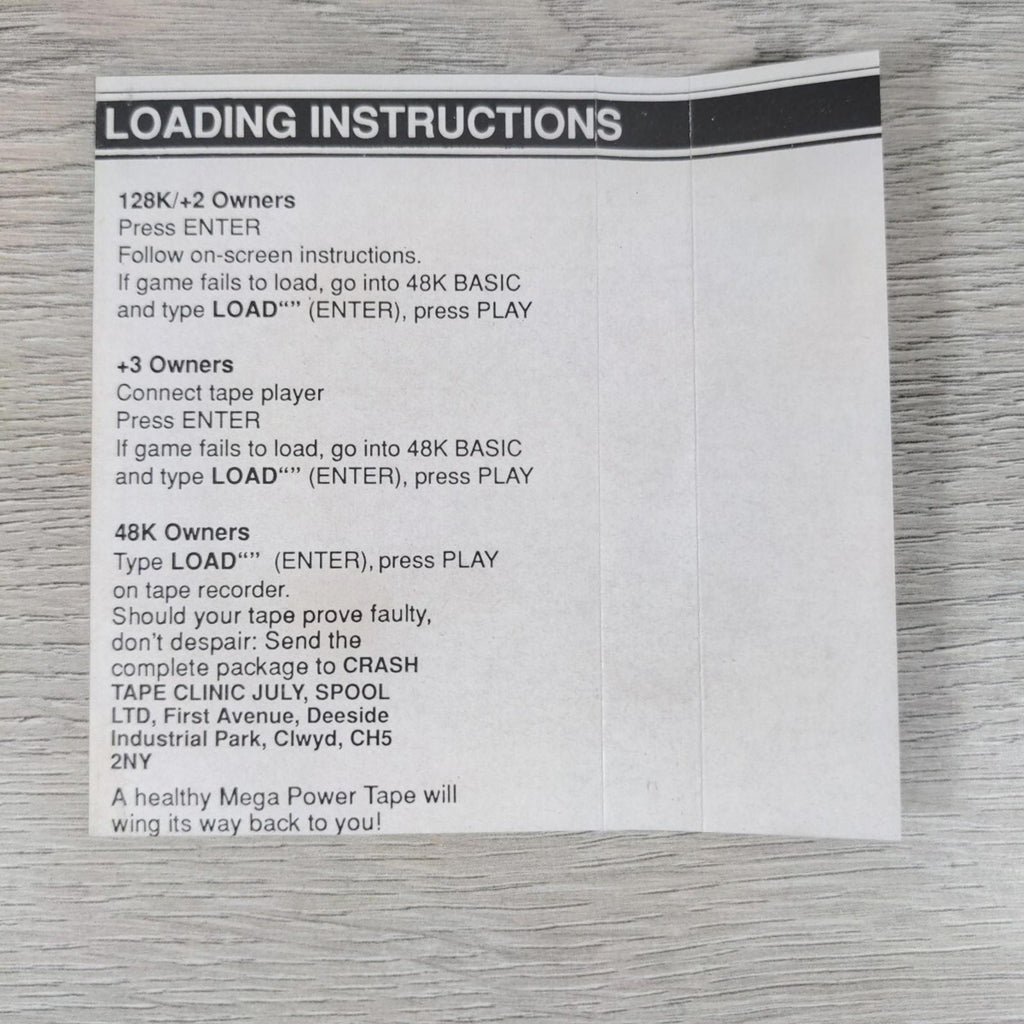 LOADING INSTRUCTIONS
128K/+2 Owners
Press ENTER
Follow on-screen instructions.
If game fails to load, go into 48K BASIC
and type LOAD“” (ENTER), press PLAY
+3 Owners
Connect tape player
Press ENTER
If game fails to load, go into 48K BASIC
and type LOAD“” (ENTER), press PLAY
48K Owners
Type LOAD“” (ENTER), press PLAY
on tape recorder.
Should your tape prove faulty,
don't despair: Send the
complete package to CRASH
TAPE CLINIC JULY, SPOOL
LTD, First Avenue, Deeside
Industrial Park, Clwyd, CH5
2NY
A healthy Mega Power Tape will
wing its way back to you!